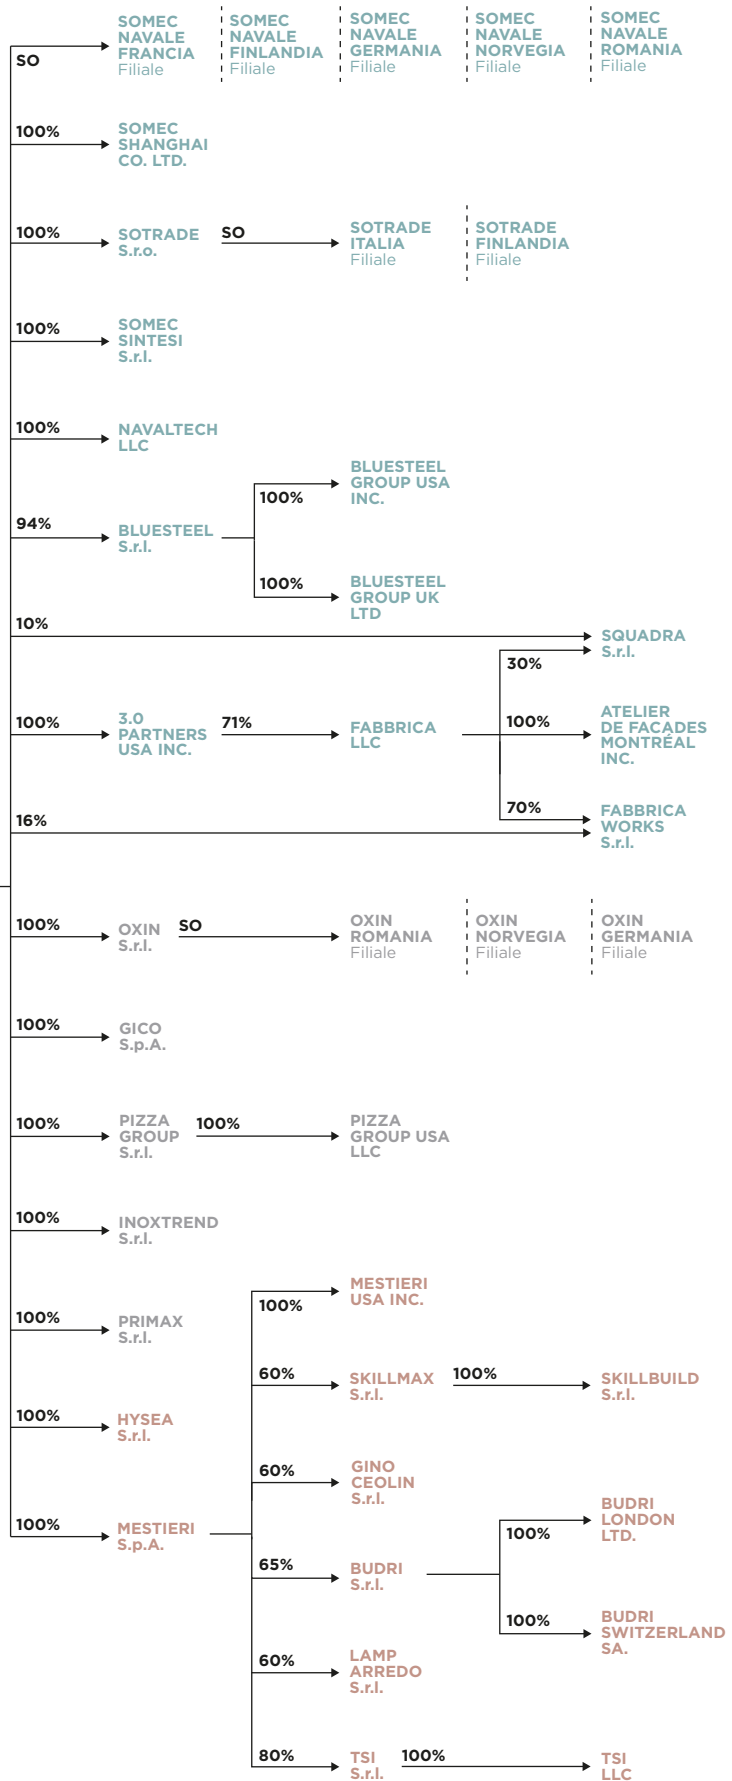 SO
SOMEC
NAVALE
FRANCIA
Filiale
SOMEC
NAVALE
FINLANDIA
Filiale
SOMEC
NAVALE
GERMANIA
Filiale
SOMEC
NAVALE
NORVEGIA
Filiale
SOMEC
NAVALE
ROMANIA
Filiale
100%
SOMEC
SHANGHAI
CO. LTD.
100%
SOTRADE
S.r.o.
SO
SOTRADE
ITALIA
Filiale
SOTRADE
FINLANDIA
Filiale
100%
SOMEC
SINTESI
S.r.l.
100%
NAVALTECH
LLC
94%
BLUESTEEL
S.r.l.
100%
BLUESTEEL
GROUP USA
INC.
100%
BLUESTEEL
GROUP UK
LTD
10%
SQUADRA
S.r.l.
30%
100%
3.0
PARTNERS
USA INC.
71%
FABBRICA
LLC
100%
ATELIER
DE FACADES
MONTRÉAL
INC.
70%
FABBRICA
WORKS
S.r.l.
16%
100%
OXIN
S.r.l.
SO
OXIN
ROMANIA
Filiale
OXIN
NORVEGIA
Filiale
OXIN
GERMANIA
Filiale
100%
GICO
S.p.A.
100%
PIZZA
GROUP
S.r.l.
100%
PIZZA
GROUP USA
LLC
100%
INOXTREND
S.r.l.
100%
PRIMAX
S.r.l.
100%
HYSEA
S.r.l.
100%
MESTIERI
S.p.A.
100%
MESTIERI
USA INC.
60%
SKILLMAX
S.r.l.
100%
SKILLBUILD
S.r.l.
60%
GINO
CEOLIN
S.r.l.
65%
BUDRI
S.r.l.
100%
BUDRI
LONDON
LTD.
100%
BUDRI
SWITZERLAND
SA.
60%
LAMP
ARREDO
S.r.l.
80%
TSI
S.r.l.
100%
TSI
LLC